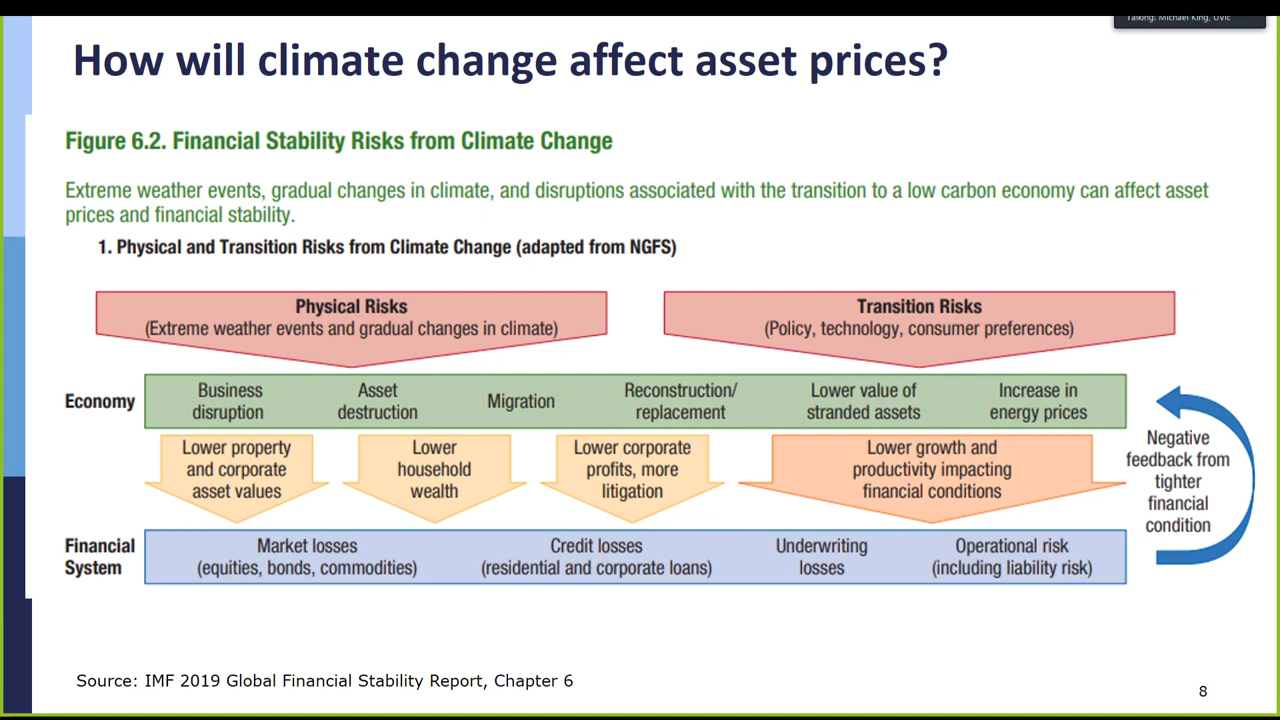 Talking: Michael King, UVic
How will climate change affect asset prices?
Figure 6.2. Financial Stability Risks from Climate Change
Extreme weather events, gradual changes in climate, and disruptions associated with the transition to a low carbon economy can affect asset
prices and financial stability.
1. Physical and Transition Risks from Climate Change (adapted from NGFS)
Physical Risks
(Extreme weather events and gradual changes in climate)
Transition Risks
(Policy, technology, consumer preferences)
Economy
Business
disruption
Asset
destruction
Migration
Reconstruction/
replacement
Lower value of
stranded assets
Increase in
energy prices
Lower property
and corporate
asset values
Lower
household
wealth
Lower corporate
profits, more
litigation
Lower growth and
productivity impacting
financial conditions
Negative
feedback from
tighter
financial
condition
Financial
System
Market losses
(equities, bonds, commodities)
Credit losses
(residential and corporate loans)
Underwriting
losses
Operational risk
(including liability risk)
Source: IMF 2019 Global Financial Stability Report, Chapter 6
8